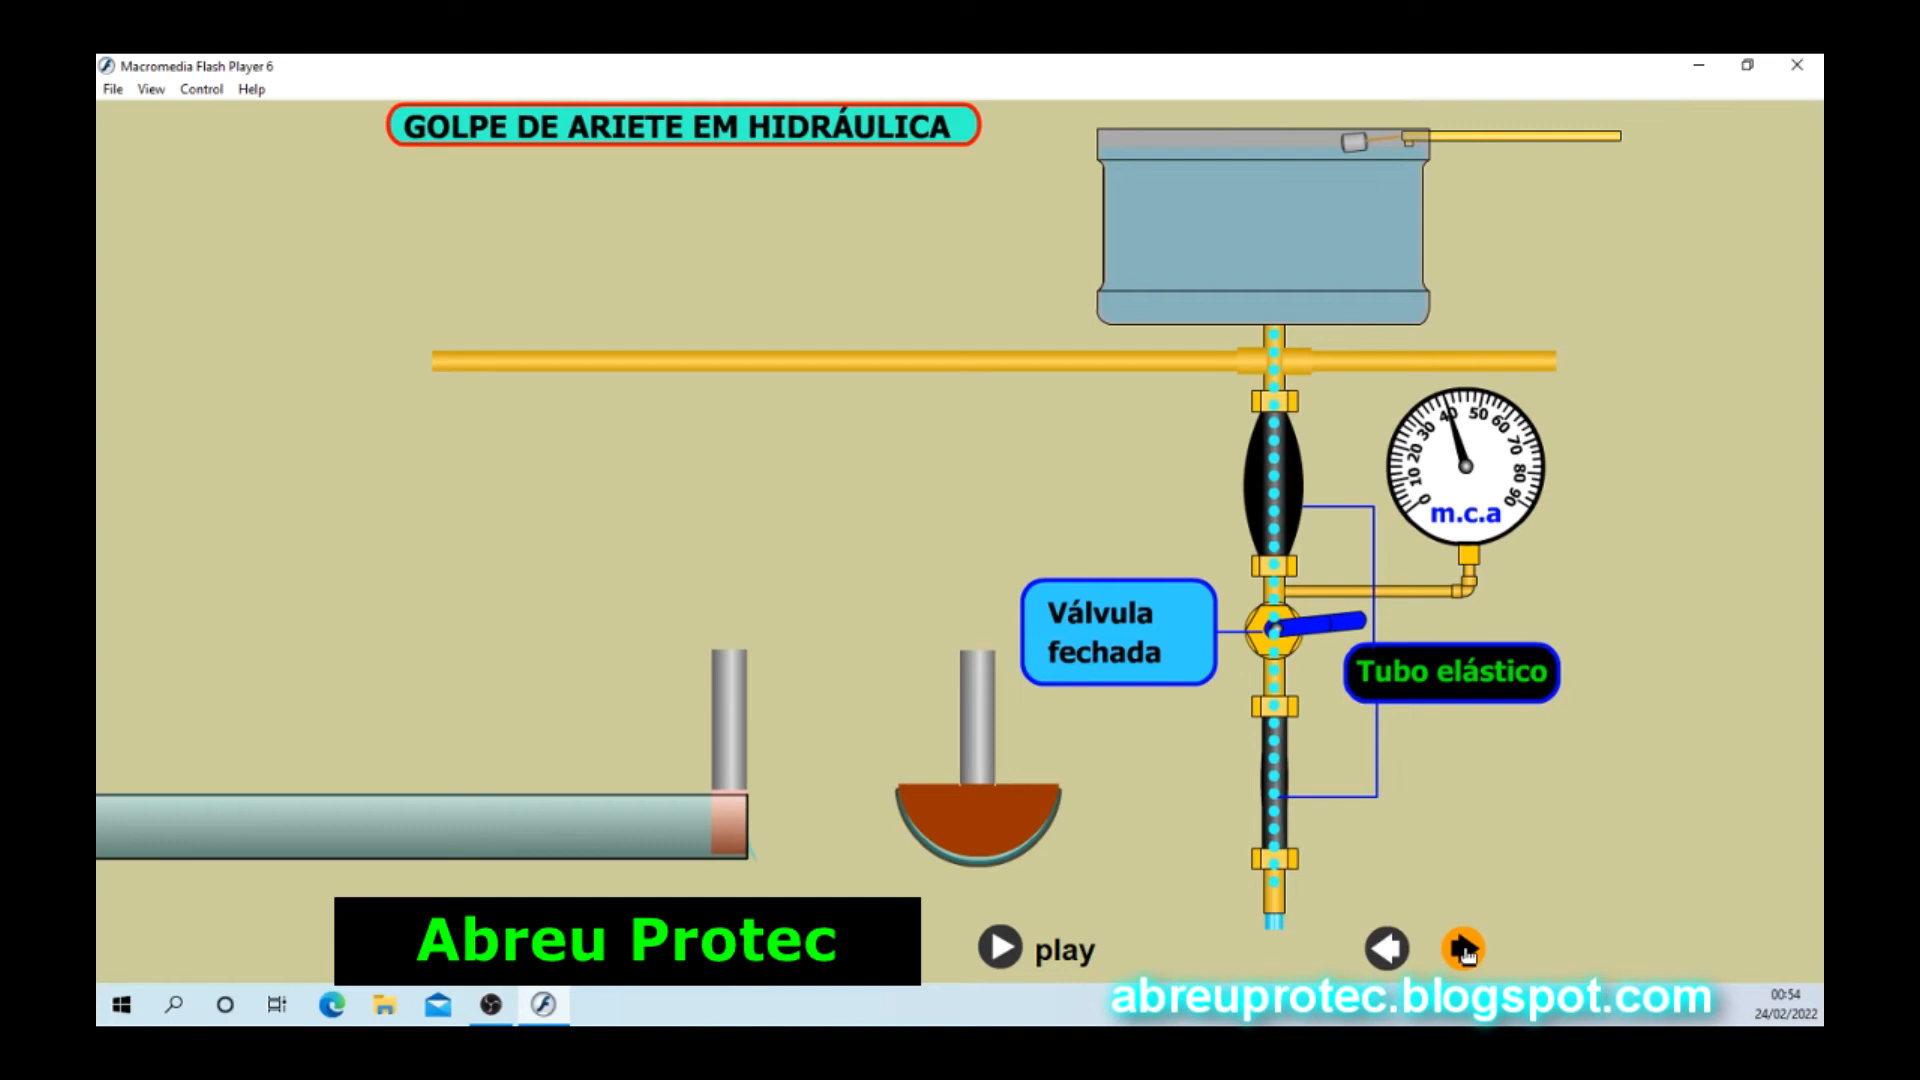 Macromedia Flash Player 6
File View Control Help
GOLPE DE ARIETE EM HIDRÁULICA
0 10 20 30 40 50 60 70 80 90
m.c.a
Válvula
fechada
Tubo elástico
Abreu Protec
play
abreuprotec.blogspot.com
00:54
24/02/2022